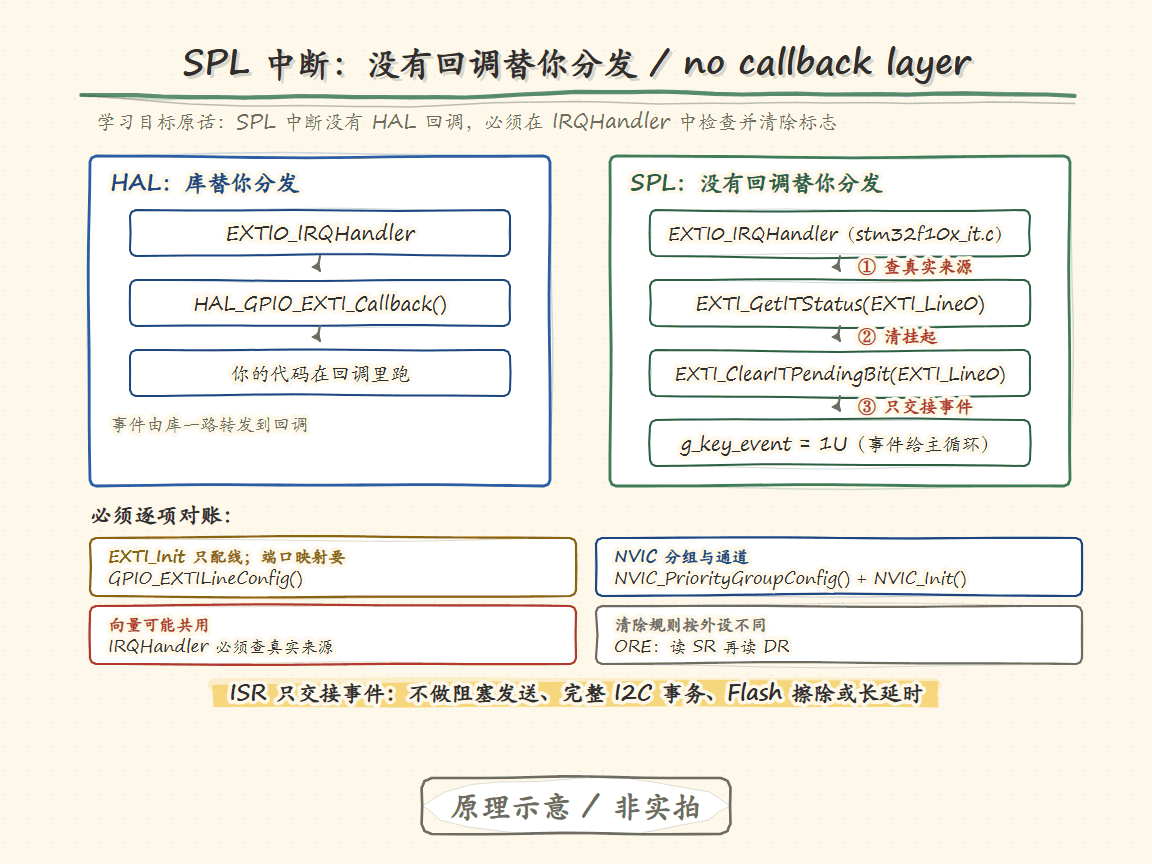 SPL 中断：没有回调替你分发 / no callback layer
学习目标原话：SPL 中断没有 HAL 回调，必须在 IRQHandler 中检查并清除标志
HAL：库替你分发
EXTI0_IRQHandler
HAL_GPIO_EXTI_Callback()
你的代码在回调里跑
事件由库一路转发到回调
SPL：没有回调替你分发
EXTI0_IRQHandler（stm32f10x_it.c）
① 查真实来源
EXTI_GetITStatus(EXTI_Line0)
② 清挂起
EXTI_ClearITPendingBit(EXTI_Line0)
③ 只交接事件
g_key_event = 1U（事件给主循环）
必须逐项对账：
EXTI_Init 只配线；端口映射要
GPIO_EXTILineConfig()
NVIC 分组与通道
NVIC_PriorityGroupConfig() + NVIC_Init()
向量可能共用
IRQHandler 必须查真实来源
清除规则按外设不同
ORE：读 SR 再读 DR
ISR 只交接事件：不做阻塞发送、完整 I2C 事务、Flash 擦除或长延时
原理示意 / 非实拍